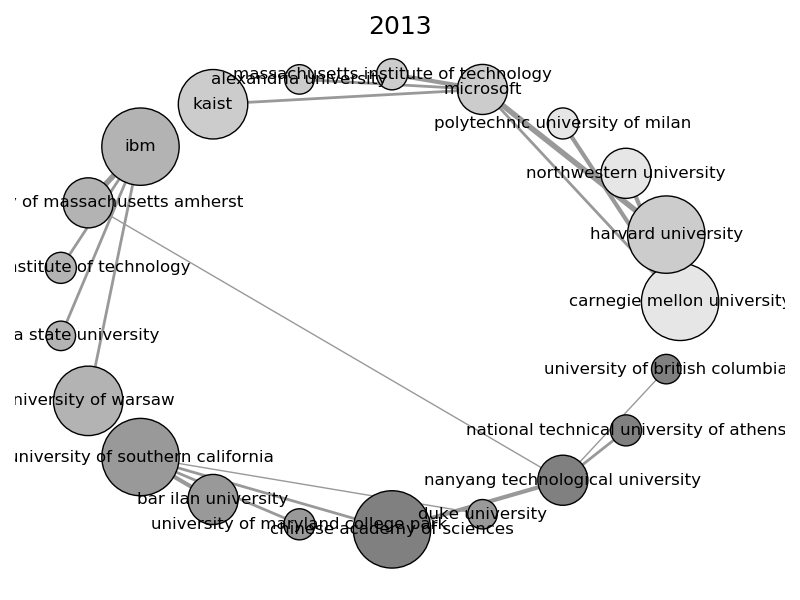 2013
massachusetts institute of technology
alexandria university
microsoft
kaist
polytechnic university of milan
ibm
northwestern university
of massachusetts amherst
harvard university
institute of technology
carnegie mellon university
a state university
university of british columbia
university of warsaw
national technical university of athens
university of southern california
nanyang technological university
bar ilan university
duke university
university of maryland college park
chinese academy of sciences